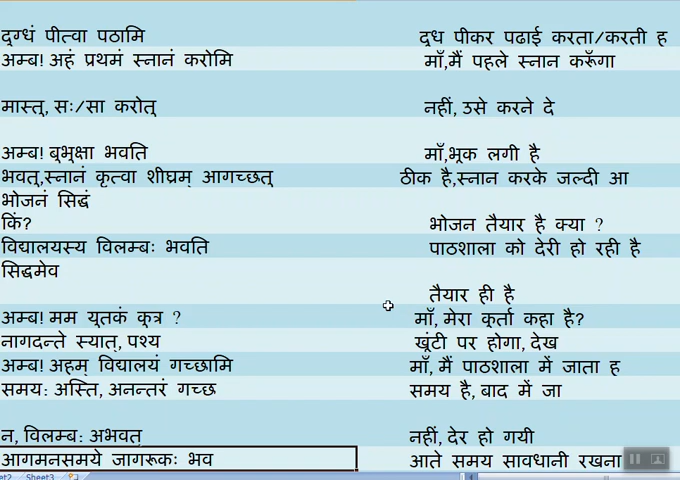 दुग्धं पीत्वा पठामि दुध पीकर पढाई करता/करती ह
अम्ब! अहं प्रथमं स्नानं करोमि माँ,मैं पहले स्नान करूँगा
मास्तु, सः/सा करोतु नहीं, उसे करने दे
अम्ब! बुभुक्षा भवति माँ,भूक लगी है
भवतु,स्नानं कृत्वा शीघ्रम् आगच्छतु ठीक है,स्नान करके जल्दी आ
भोजनं सिद्धं
किं? भोजन तैयार है क्या ?
विद्यालयस्य विलम्बः भवति पाठशाला को देरी हो रही है
सिद्धमेव
तैयार ही है
अम्ब! मम युतकं कुत्र ? माँ, मेरा कुर्ता कहा है?
नागदन्ते स्यात्, पश्य खूंटी पर होगा, देख
अम्ब! अहम् विद्यालयं गच्छामि माँ, मैं पाठशाला में जाता ह
समय: अस्ति, अनन्तरं गच्छ समय है, बाद में जा
न, विलम्ब: अभवत् नहीं, देर हो गयी
आगमनसमये जागरूकः भव आते समय सावधानी रखना
et2 Sheet3